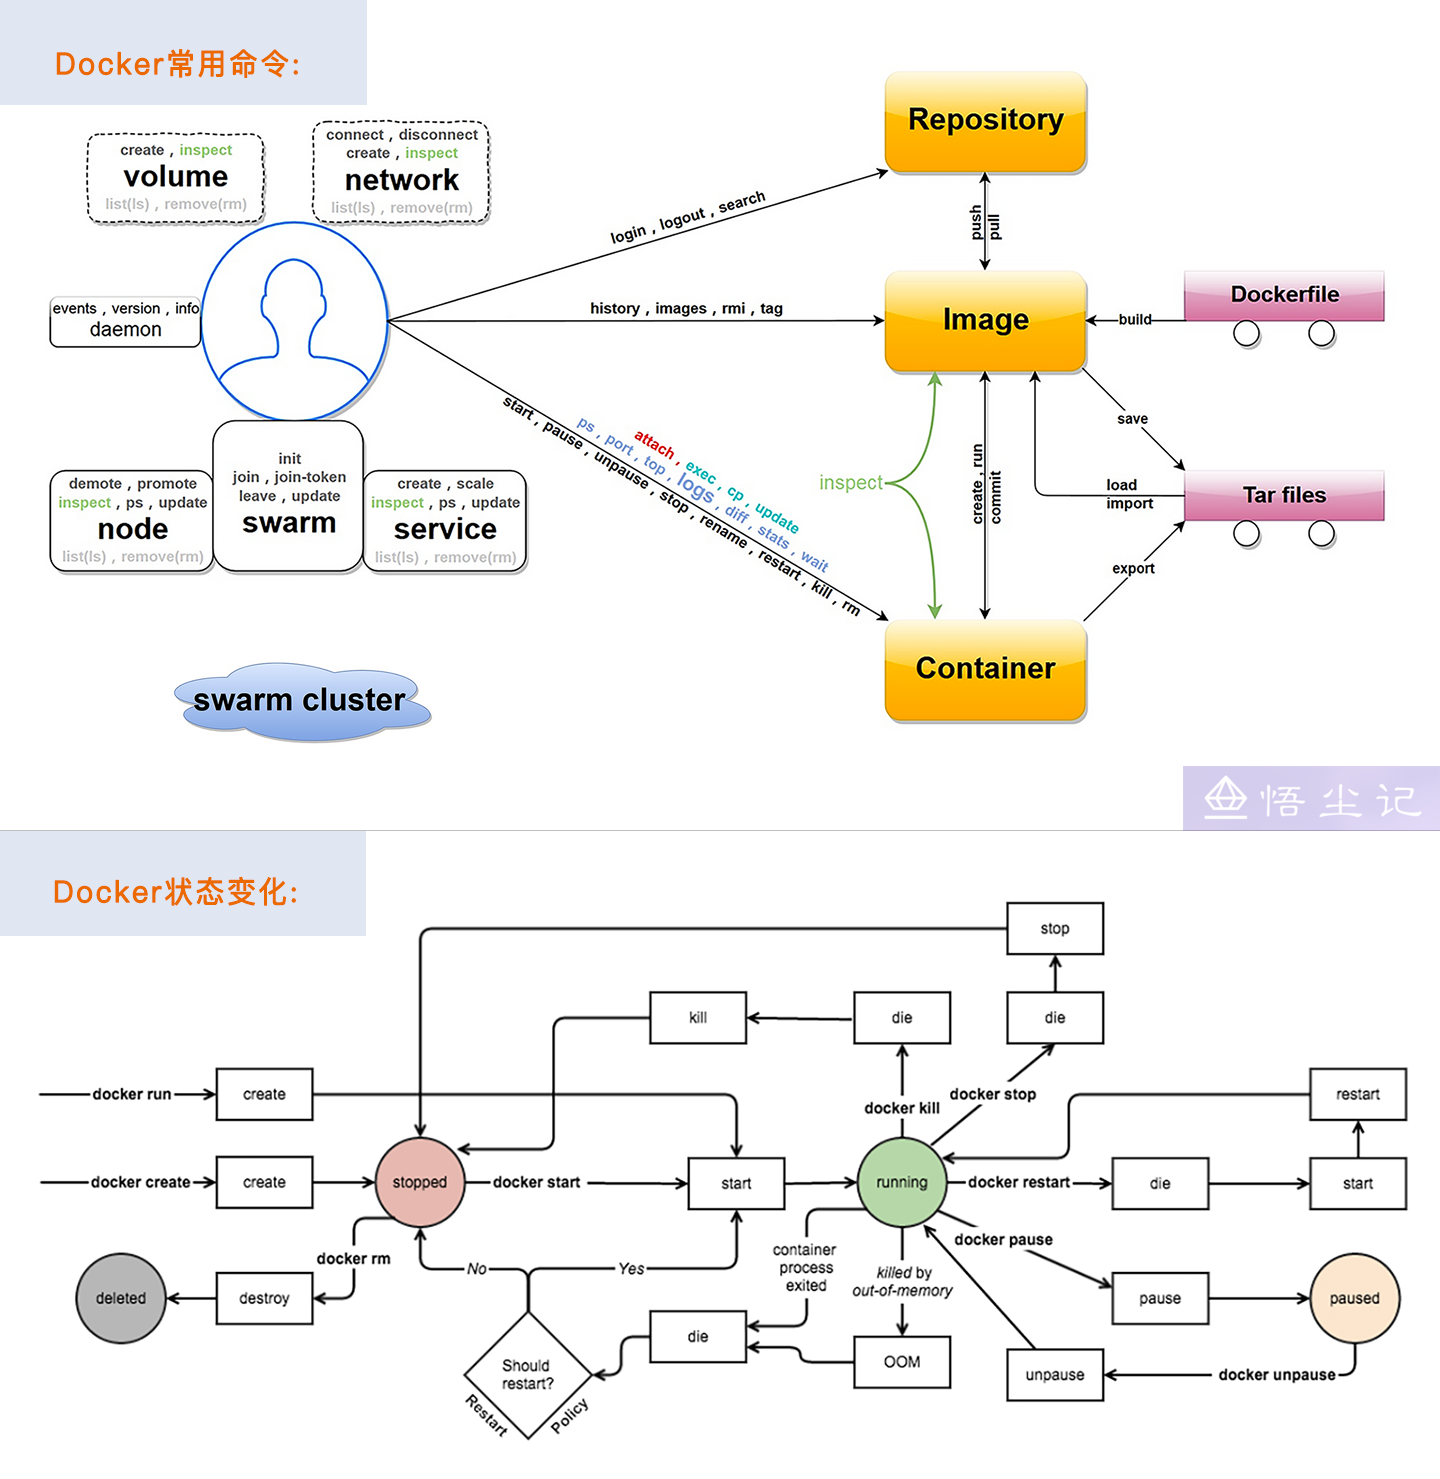 Docker常用命令:
create , inspect
volume
list(ls) , remove(rm)
connect , disconnect
create , inspect
network
list(ls) , remove(rm)
events , version , info
daemon
init
join , join-token
leave , update
swarm
demote , promote
inspect , ps , update
node
list(ls) , remove(rm)
create , scale
inspect , ps , update
service
list(ls) , remove(rm)
swarm cluster
login , logout , search
history , images , rmi , tag
attach , exec , cp , update
ps , port , top , logs , diff , stats , wait
start , pause , unpause , stop , rename , restart , kill , rm
Repository
push
pull
Image
build
Dockerfile
save
load
import
Tar files
export
inspect
create , run
commit
Container
悟尘记
Docker状态变化:
stop
kill
die
die
docker run
create
docker kill
docker stop
restart
docker create
create
stopped
docker start
start
running
docker restart
die
start
docker rm
deleted
destroy
No
Yes
container
process
exited
killed by
out-of-memory
docker pause
pause
paused
die
OOM
unpause
docker unpause
Should
restart?
Restart
Policy